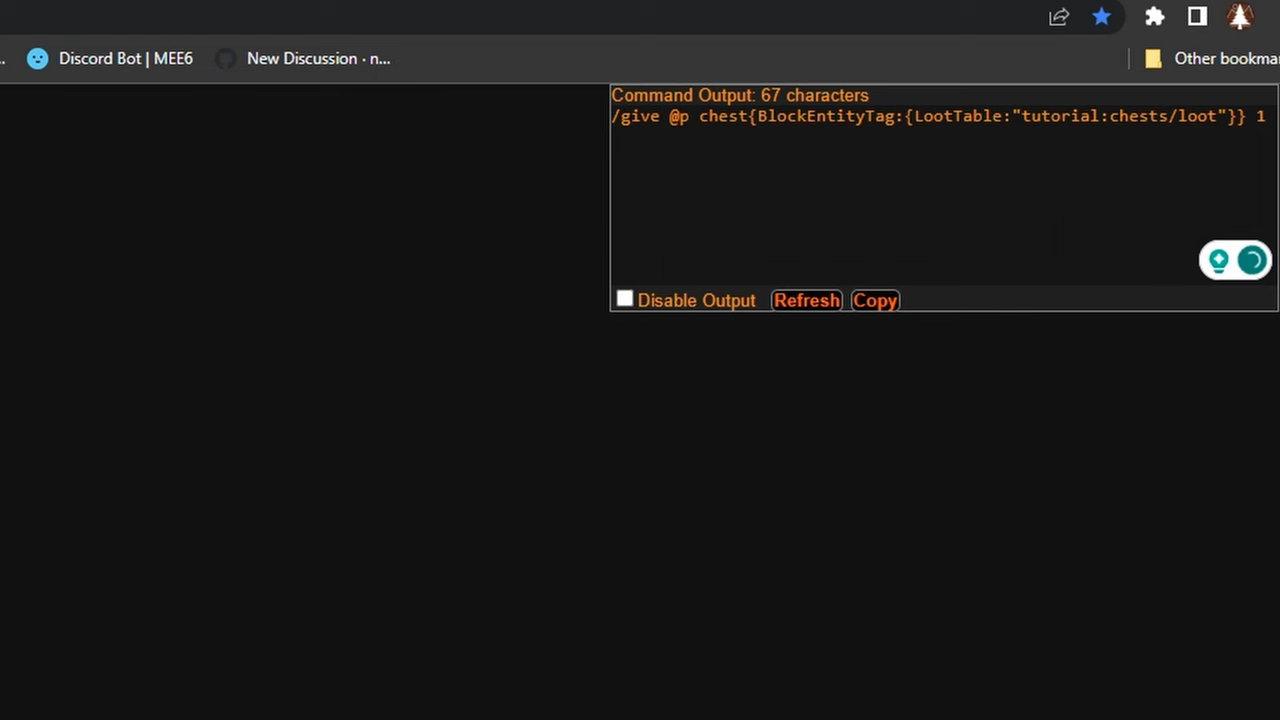 Discord Bot | MEE6
New Discussion · n...
Other bookma
Command Output: 67 characters
/give @p chest{BlockEntityTag:{LootTable:"tutorial:chests/loot"}} 1
Disable Output
Refresh
Copy